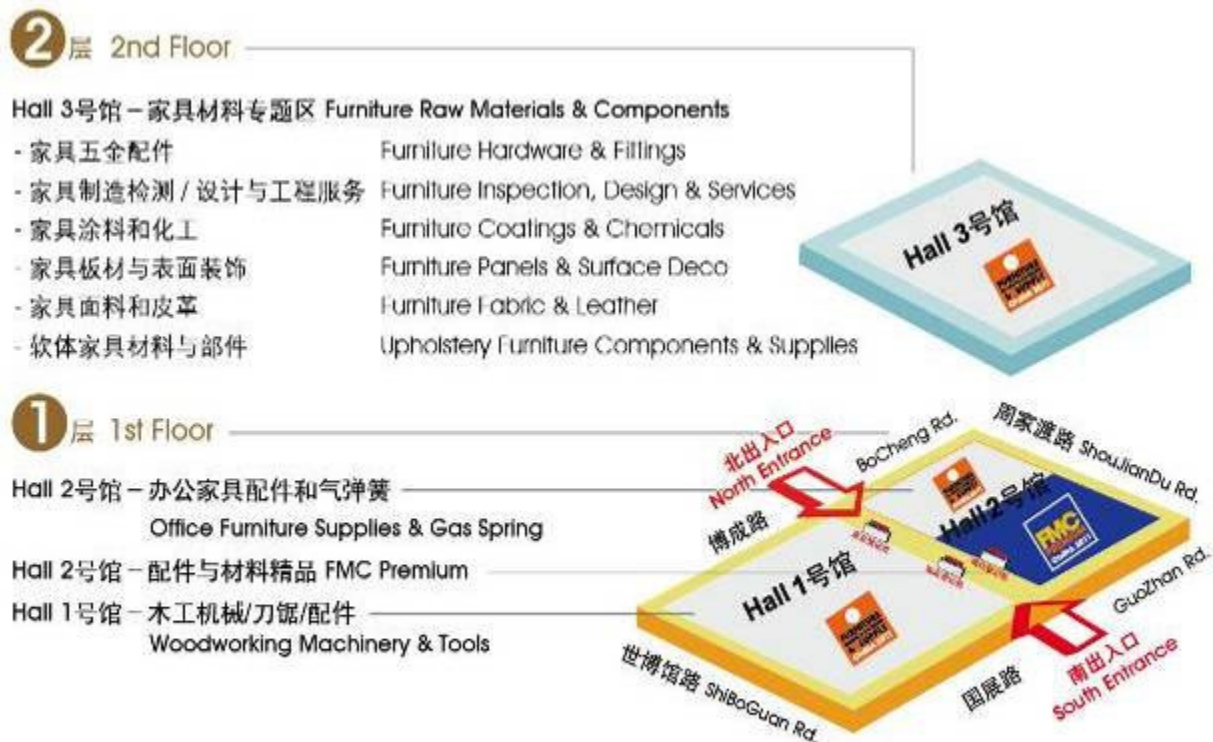 2 层 2nd Floor
Hall 3号馆－家具材料专题区 Furniture Raw Materials & Components
- 家具五金配件 Furniture Hardware & Fittings
- 家具制造检测 / 设计与工程服务 Furniture Inspection, Design & Services
- 家具涂料和化工 Furniture Coatings & Chemicals
- 家具板材与表面装饰 Furniture Panels & Surface Deco
- 家具面料和皮革 Furniture Fabric & Leather
- 软体家具材料与部件 Upholstery Furniture Components & Supplies
Hall 3号馆
FURNITURE
& SUPPLY
1 层 1st Floor
Hall 2号馆－办公家具配件和气弹簧
Office Furniture Supplies & Gas Spring
Hall 2号馆－配件与材料精品 FMC Premium
Hall 1号馆－木工机械/刀锯/配件
Woodworking Machinery & Tools
北出入口
North Entrance
BoCheng Rd.
博成路
周家渡路 ShouJianDu Rd.
Hall2号馆
FMC
Hall 1号馆
FURNITURE
& SUPPLY
GuoZhan Rd.
国展路
南出入口
South Entrance
世博馆路 ShiBoGuan Rd.